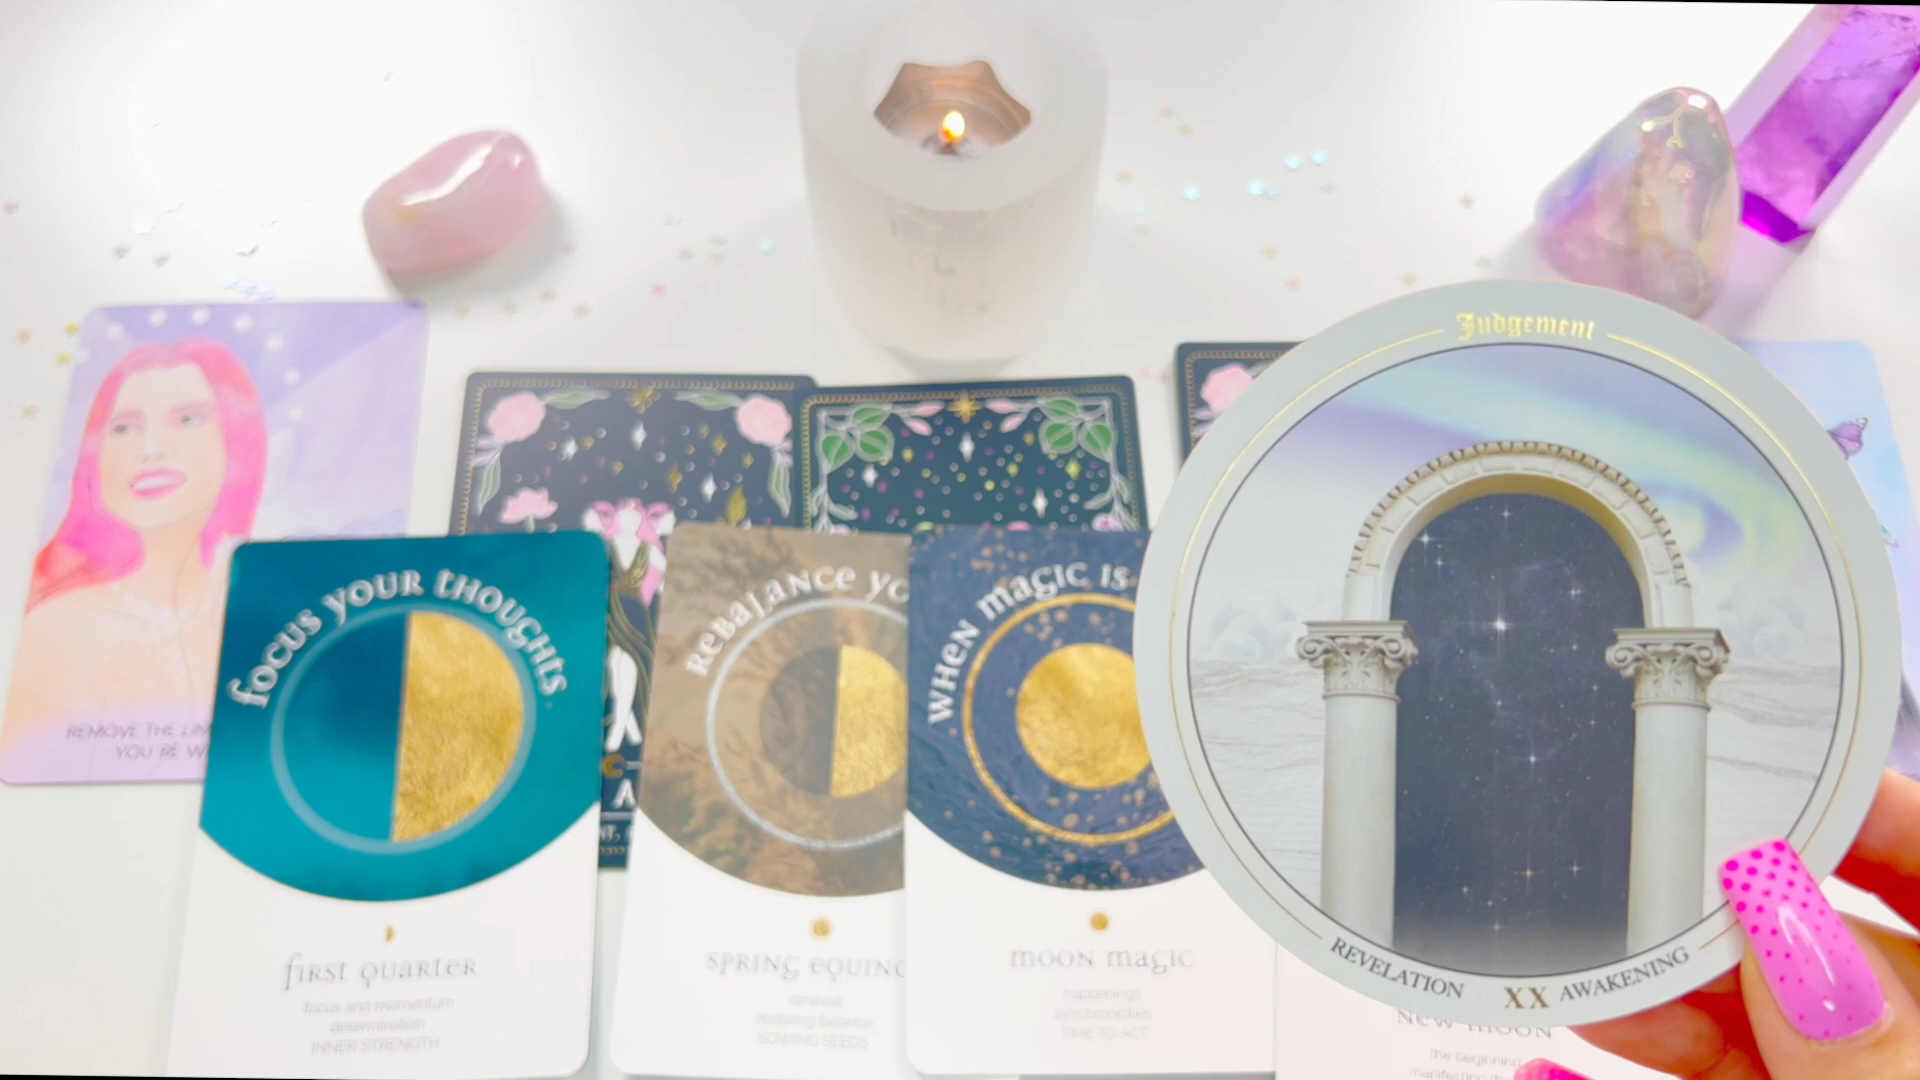 Judgement
REVELATION XX AWAKENING
REMOVE THE LIM
YOU BE W
focus your thoughts.
first quarter
focus and momentum
determination
INNER STRENGTH
rebalance yo
spring equino
renewal
restoring balance
SOWING SEEDS
when magic is
moon magic
happenings
synchronicities
TIME TO ACT
new moon
the beginning